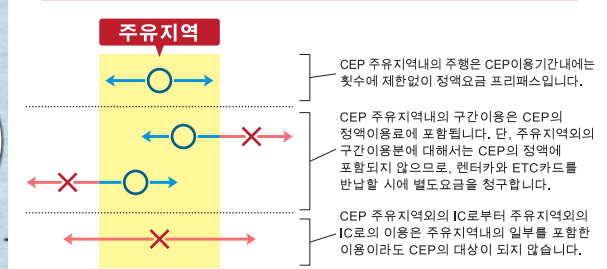 주유지역
CEP 주유지역내의 주행은 CEP이용기간내에는
횟수에 제한없이 정액요금 프리패스입니다.
CEP 주유지역내의 구간이용은 CEP의
정액이용료에 포함됩니다. 단, 주유지역외의
구간이용분에 대해서는 CEP의 정액에
포함되지 않으므로, 렌터카와 ETC카드를
반납할 시에 별도요금을 청구합니다.
CEP 주유지역외의 IC로부터 주유지역외의
IC로의 이용은 주유지역내의 일부를 포함한
이용이라도 CEP의 대상이 되지 않습니다.